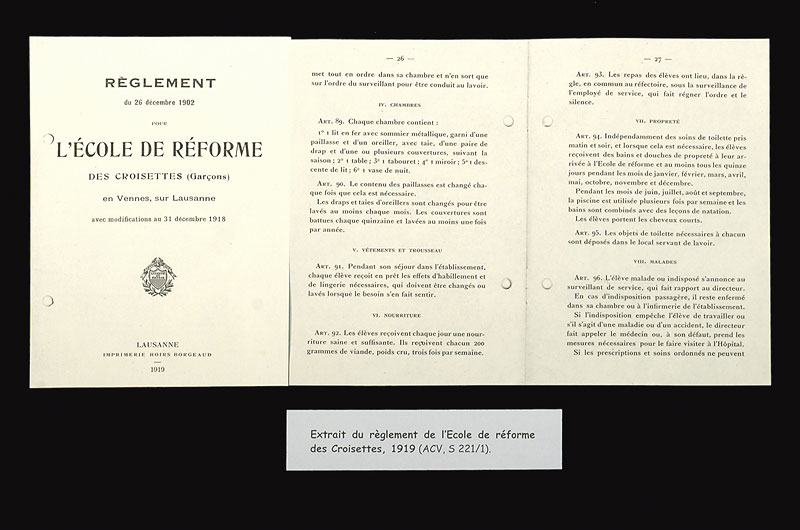 RÈGLEMENT
du 26 décembre 1902
POUR
L'ÉCOLE DE RÉFORME
DES CROISETTES (Garçons)
en Vennes, sur Lausanne
avec modifications au 31 décembre 1918
LAUSANNE
IMPRIMERIE HOIRS BORGEAUD
1919
— 26 —
met tout en ordre dans sa chambre et n'en sort que
sur l'ordre du surveillant pour être conduit au lavoir.
IV. CHAMBRES
ART. 89. Chaque chambre contient :
1° 1 lit en fer avec sommier métallique, garni d'une
paillasse et d'un oreiller, avec taie, d'une paire de
drap et d'une ou plusieurs couvertures, suivant la
saison ; 2° 1 table ; 3° 1 tabouret ; 4° 1 miroir ; 5° 1 des-
cente de lit ; 6° 1 vase de nuit.
ART. 90. Le contenu des paillasses est changé cha-
que fois que cela est nécessaire.
Les draps et taies d'oreillers sont changés pour être
lavés au moins chaque mois. Les couvertures sont
battues chaque quinzaine et lavées au moins une fois
par année.
V. VÊTEMENTS ET TROUSSEAU
ART. 91. Pendant son séjour dans l'établissement,
chaque élève reçoit en prêt les effets d'habillement et
de lingerie nécessaires, qui doivent être changés ou
lavés lorsque le besoin s'en fait sentir.
VI. NOURRITURE
ART. 92. Les élèves reçoivent chaque jour une nour-
riture saine et suffisante. Ils reçoivent chacun 200
grammes de viande, poids cru, trois fois par semaine.
— 27 —
ART. 93. Les repas des élèves ont lieu, dans la rè-
gle, en commun au réfectoire, sous la surveillance de
l'employé de service, qui fait régner l'ordre et le
silence.
VII. PROPRETÉ
ART. 94. Indépendamment des soins de toilette pris
matin et soir, et lorsque cela est nécessaire, les élèves
reçoivent des bains et douches de propreté à leur ar-
rivée à l'Ecole de réforme et au moins tous les quinze
jours pendant les mois de janvier, février, mars, avril,
mai, octobre, novembre et décembre.
Pendant les mois de juin, juillet, août et septembre,
la piscine est utilisée plusieurs fois par semaine et les
bains sont combinés avec des leçons de natation.
Les élèves portent les cheveux courts.
ART. 95. Les objets de toilette nécessaires à chacun
sont déposés dans le local servant de lavoir.
VIII. MALADES
ART. 96. L'élève malade ou indisposé s'annonce au
surveillant de service, qui fait rapport au directeur.
En cas d'indisposition passagère, il reste enfermé
dans sa chambre ou à l'infirmerie de l'établissement.
Si l'indisposition empêche l'élève de travailler ou
s'il s'agit d'une maladie ou d'un accident, le directeur
fait appeler le médecin ou, à son défaut, prend les
mesures nécessaires pour le faire visiter à l'Hôpital.
Si les prescriptions et soins ordonnés ne peuvent
Extrait du règlement de l'Ecole de réforme
des Croisettes, 1919 (ACV, S 221/1).